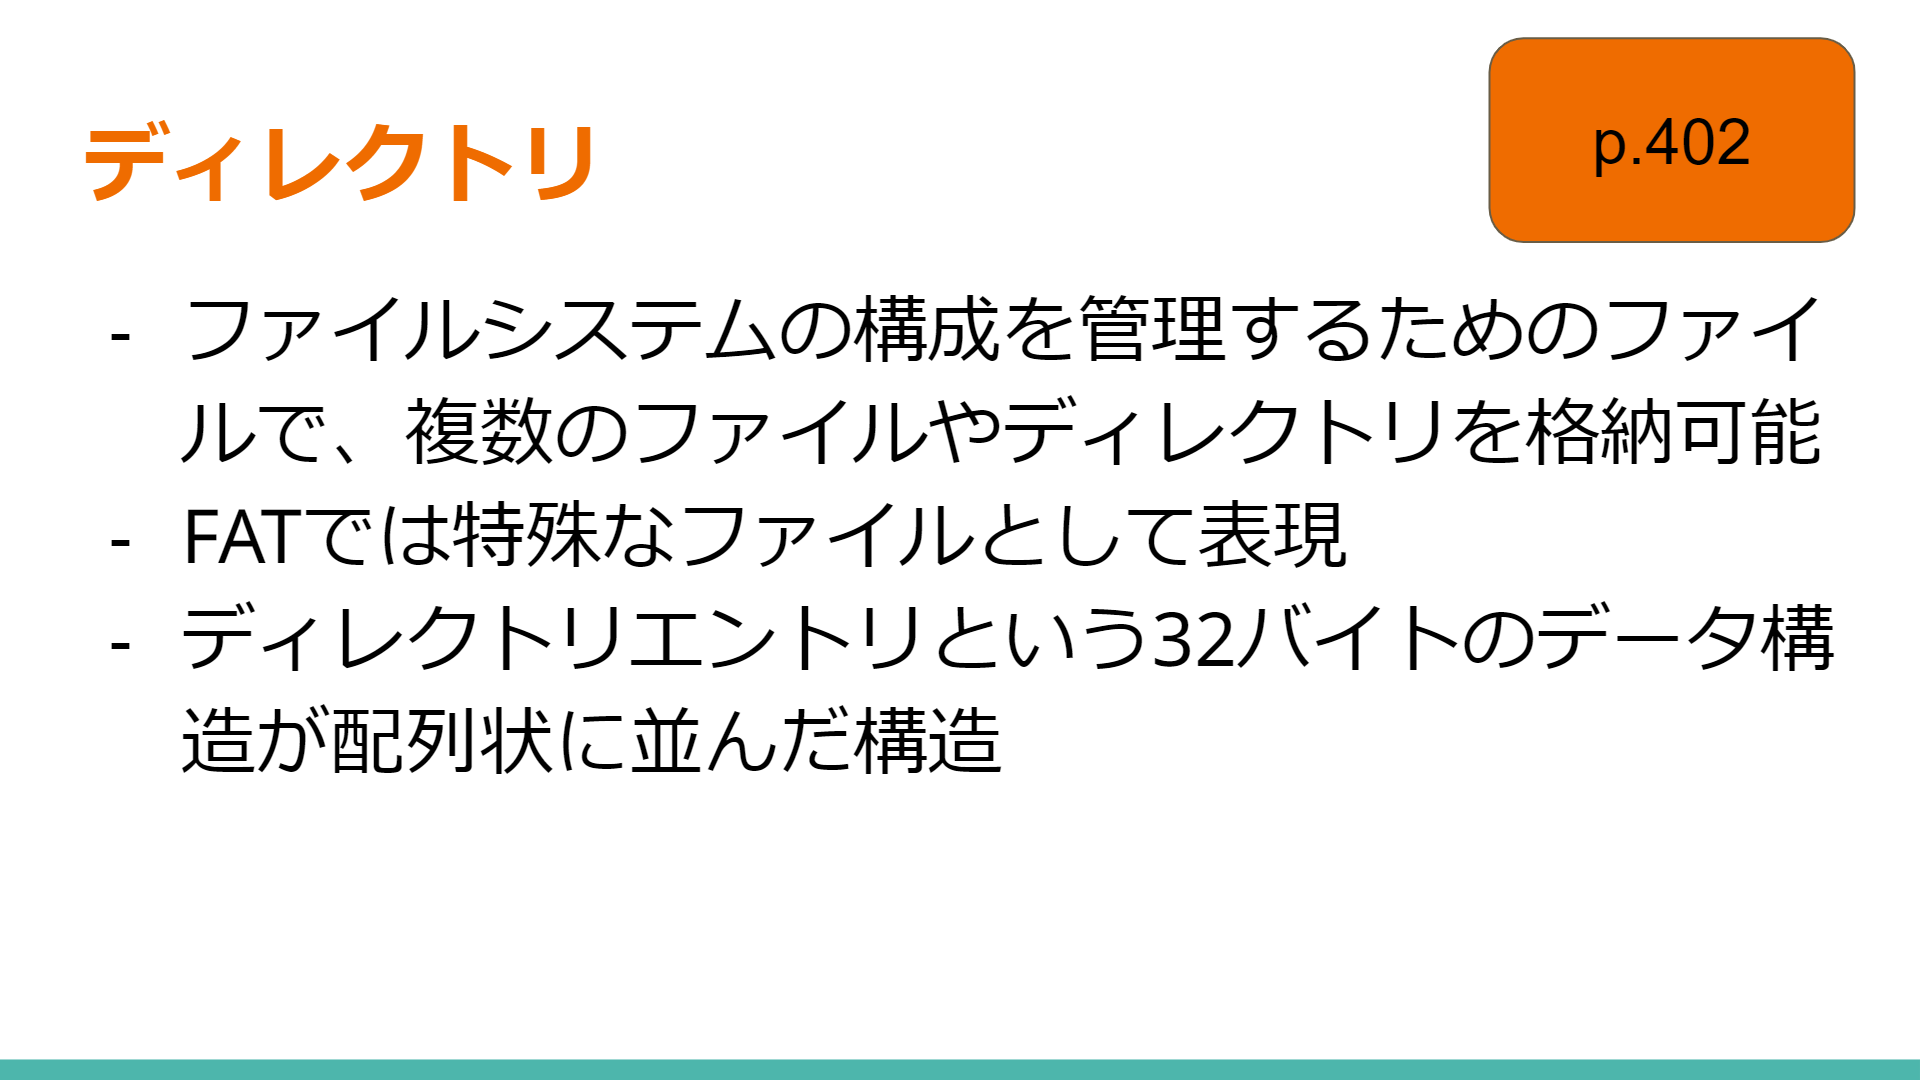 ディレクトリ
p.402
- ファイルシステムの構成を管理するためのファイ
ルで、複数のファイルやディレクトリを格納可能
- FATでは特殊なファイルとして表現
- ディレクトリエントリという32バイトのデータ構
造が配列状に並んだ構造